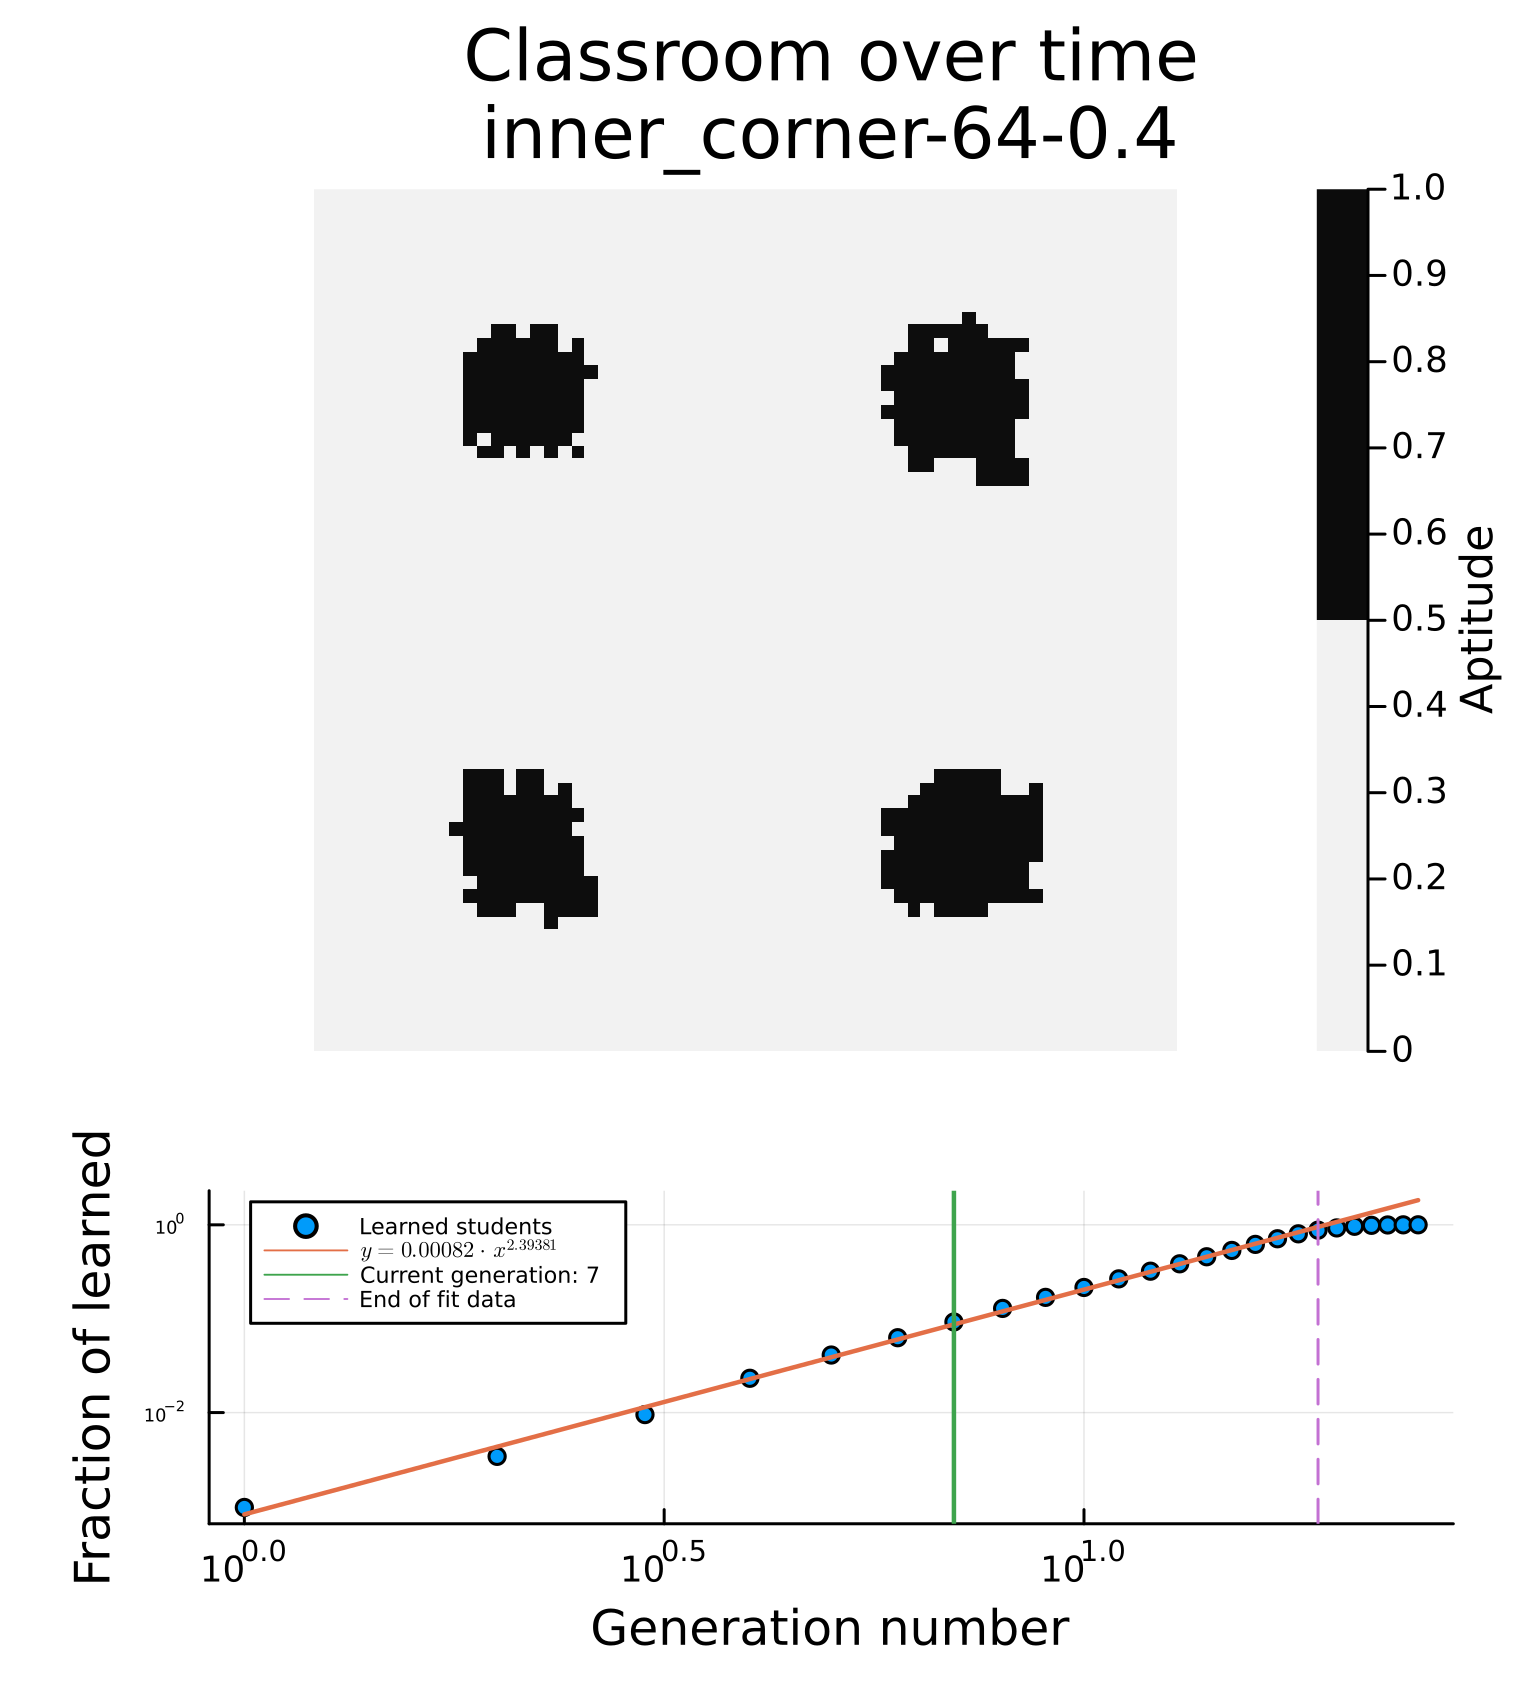 Classroom over time
inner_corner-64-0.4
1.0
0.9
0.8
0.7
0.6
0.5
0.4
0.3
0.2
0.1
0
Aptitude
Fraction of learned
10⁰
10⁻²
Learned students
y = 0.00082 · x^2.39381
Current generation: 7
End of fit data
10^0.0
10^0.5
10^1.0
Generation number